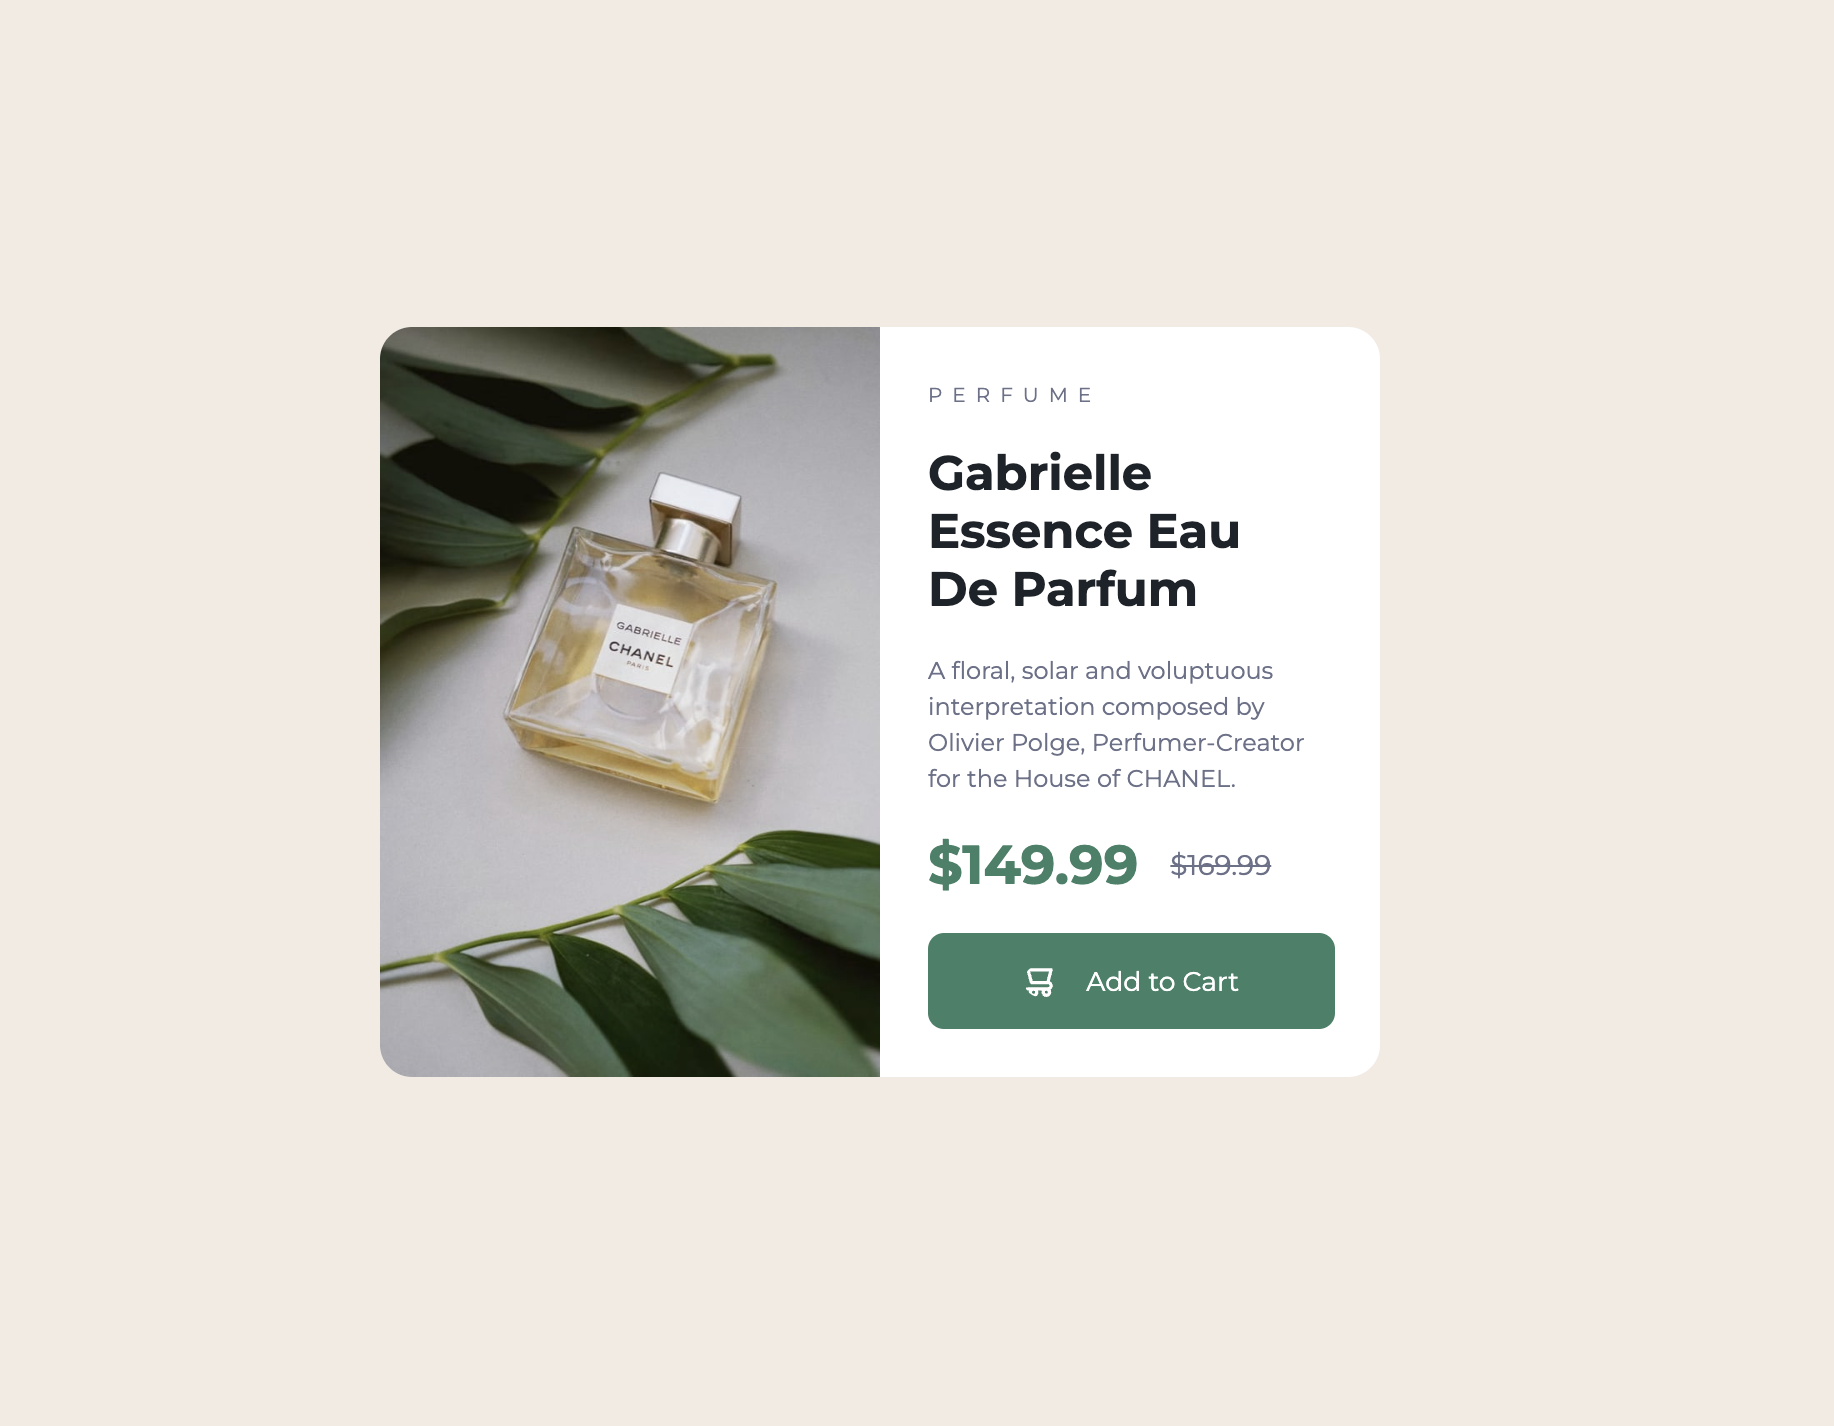 GABRIELLE
CHANEL
PARIS
PERFUME
Gabrielle
Essence Eau
De Parfum
A floral, solar and voluptuous
interpretation composed by
Olivier Polge, Perfumer-Creator
for the House of CHANEL.
$149.99 $169.99
Add to Cart